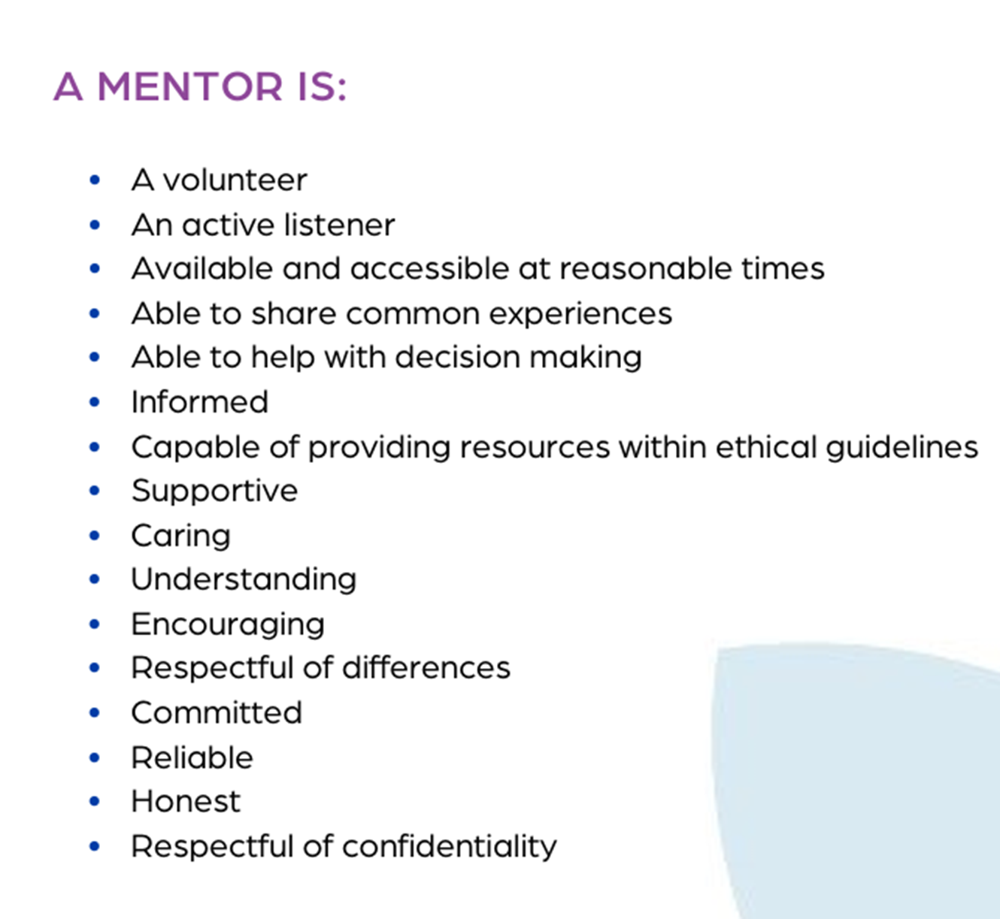 A MENTOR IS:
• A volunteer
• An active listener
• Available and accessible at reasonable times
• Able to share common experiences
• Able to help with decision making
• Informed
• Capable of providing resources within ethical guidelines
• Supportive
• Caring
• Understanding
• Encouraging
• Respectful of differences
• Committed
• Reliable
• Honest
• Respectful of confidentiality